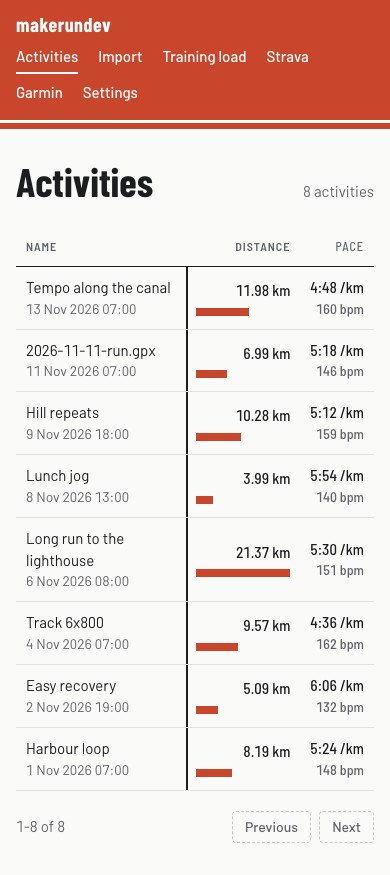 makerundev
Activities Import Training load Strava
Garmin Settings
Activities
8 activities
NAME DISTANCE PACE
Tempo along the canal 11.98 km 4:48 /km
13 Nov 2026 07:00 160 bpm
2026-11-11-run.gpx 6.99 km 5:18 /km
11 Nov 2026 07:00 146 bpm
Hill repeats 10.28 km 5:12 /km
9 Nov 2026 18:00 159 bpm
Lunch jog 3.99 km 5:54 /km
8 Nov 2026 13:00 140 bpm
Long run to the
lighthouse 21.37 km 5:30 /km
6 Nov 2026 08:00 151 bpm
Track 6x800 9.57 km 4:36 /km
4 Nov 2026 07:00 162 bpm
Easy recovery 5.09 km 6:06 /km
2 Nov 2026 19:00 132 bpm
Harbour loop 8.19 km 5:24 /km
1 Nov 2026 07:00 148 bpm
1-8 of 8 Previous Next